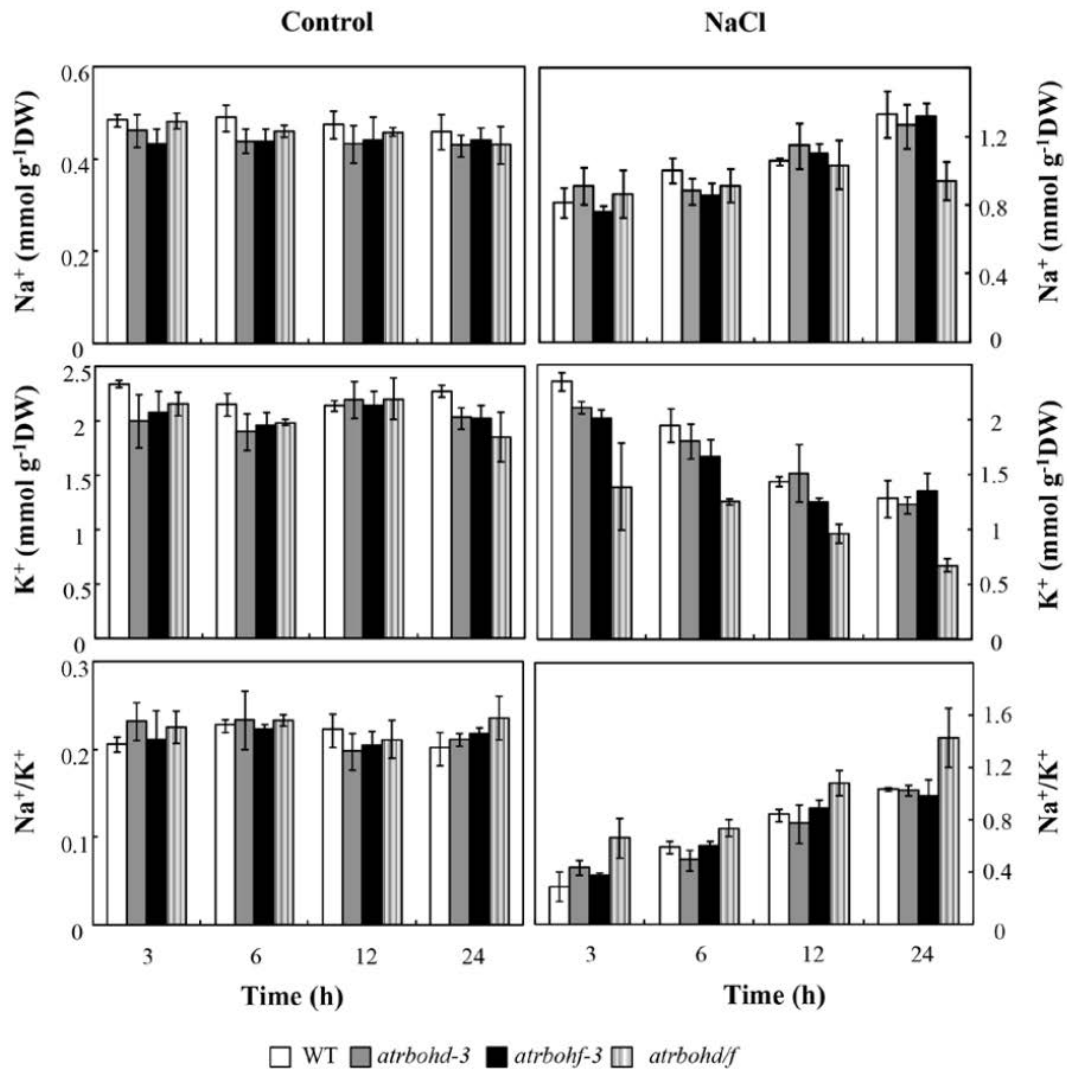 Control NaCl
0.6
0.4
0.2
0
Na⁺ (mmol g⁻¹DW)
1.2
0.8
0.4
0
Na⁺ (mmol g⁻¹DW)
2.5
2
1.5
1
0.5
0
K⁺ (mmol g⁻¹DW)
2
1.5
1
0.5
0
K⁺ (mmol g⁻¹DW)
0.3
0.2
0.1
0
Na⁺/K⁺
1.6
1.2
0.8
0.4
0
Na⁺/K⁺
3 6 12 24 3 6 12 24
Time (h) Time (h)
WT atrbohd-3 atrbohf-3 atrbohd/f